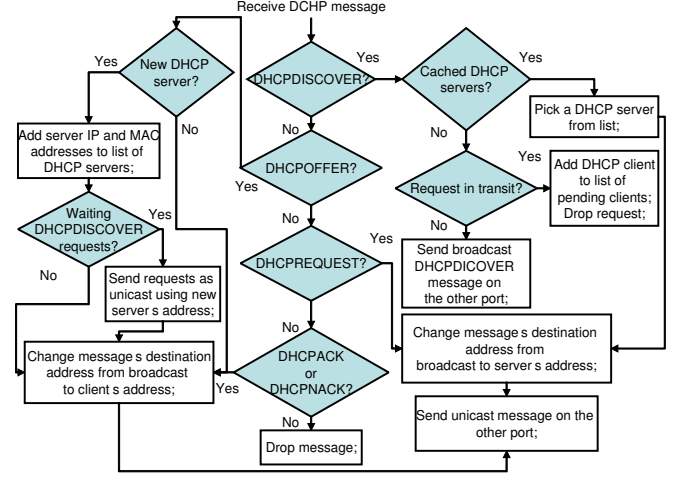 Receive DCHP message
New DHCP
server?
Yes
No
DHCPDISCOVER?
Yes
No
Cached DHCP
servers?
Yes
No
Pick a DHCP server
from list;
Add server IP and MAC
addresses to list of
DHCP servers;
DHCPOFFER?
Yes
No
Request in transit?
Yes
No
Add DHCP client
to list of
pending clients;
Drop request;
Waiting
DHCPDISCOVER
requests?
Yes
No
DHCPREQUEST?
Yes
No
Send broadcast
DHCPDICOVER
message on
the other port;
Send requests as
unicast using new
server s address;
Change message s destination
address from broadcast
to client s address;
DHCPACK
or
DHCPNACK?
Yes
No
Change message s destination
address from
broadcast to server s address;
Send unicast message on the
other port;
Drop message;